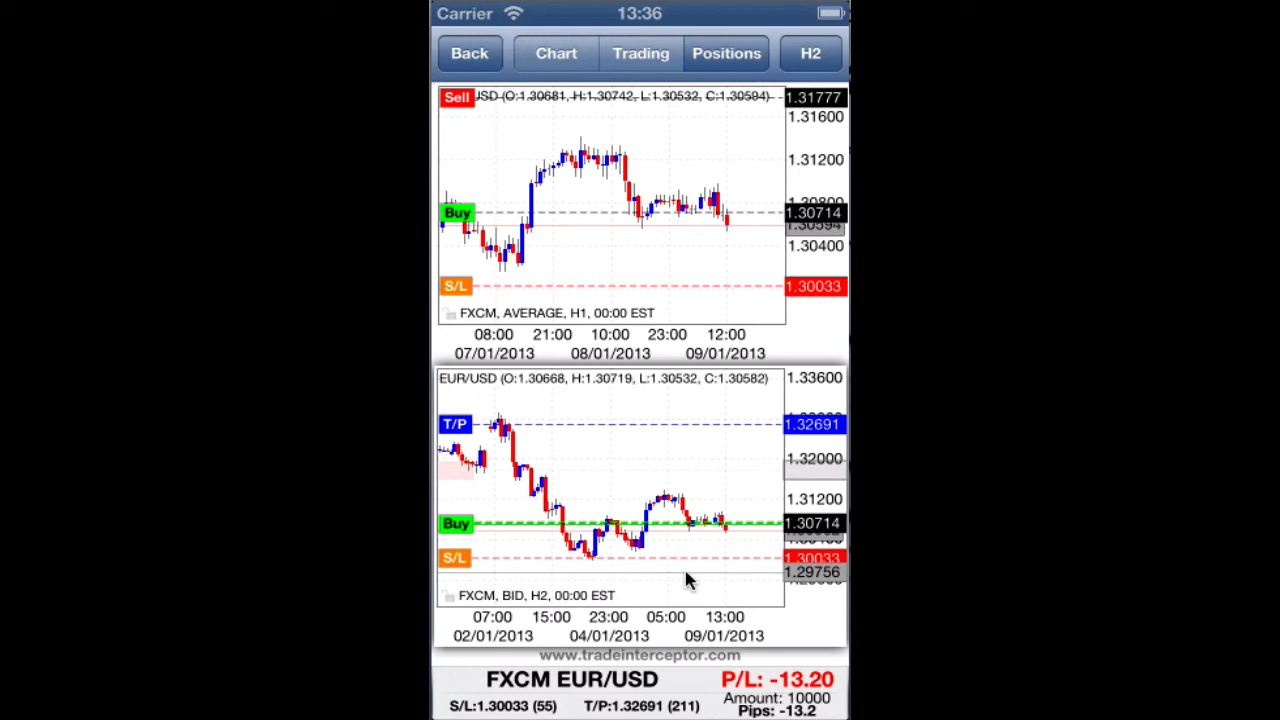 Carrier 13:36
Back Chart Trading Positions H2
Sell USD (O:1.30681, H:1.30742, L:1.30532, C:1.30594) 1.31777
1.31600
1.31200
Buy 1.30714
1.30594
1.30400
S/L 1.30033
FXCM, AVERAGE, H1, 00:00 EST
08:00 21:00 10:00 23:00 12:00
07/01/2013 08/01/2013 09/01/2013
EUR/USD (O:1.30668, H:1.30719, L:1.30532, C:1.30582) 1.33600
T/P 1.32691
1.32000
1.31200
Buy 1.30714
S/L 1.30033
1.29756
FXCM, BID, H2, 00:00 EST
07:00 15:00 23:00 05:00 13:00
02/01/2013 04/01/2013 09/01/2013
www.tradeinterceptor.com
FXCM EUR/USD P/L: -13.20
S/L:1.30033 (55) T/P:1.32691 (211) Amount: 10000
Pips: -13.2